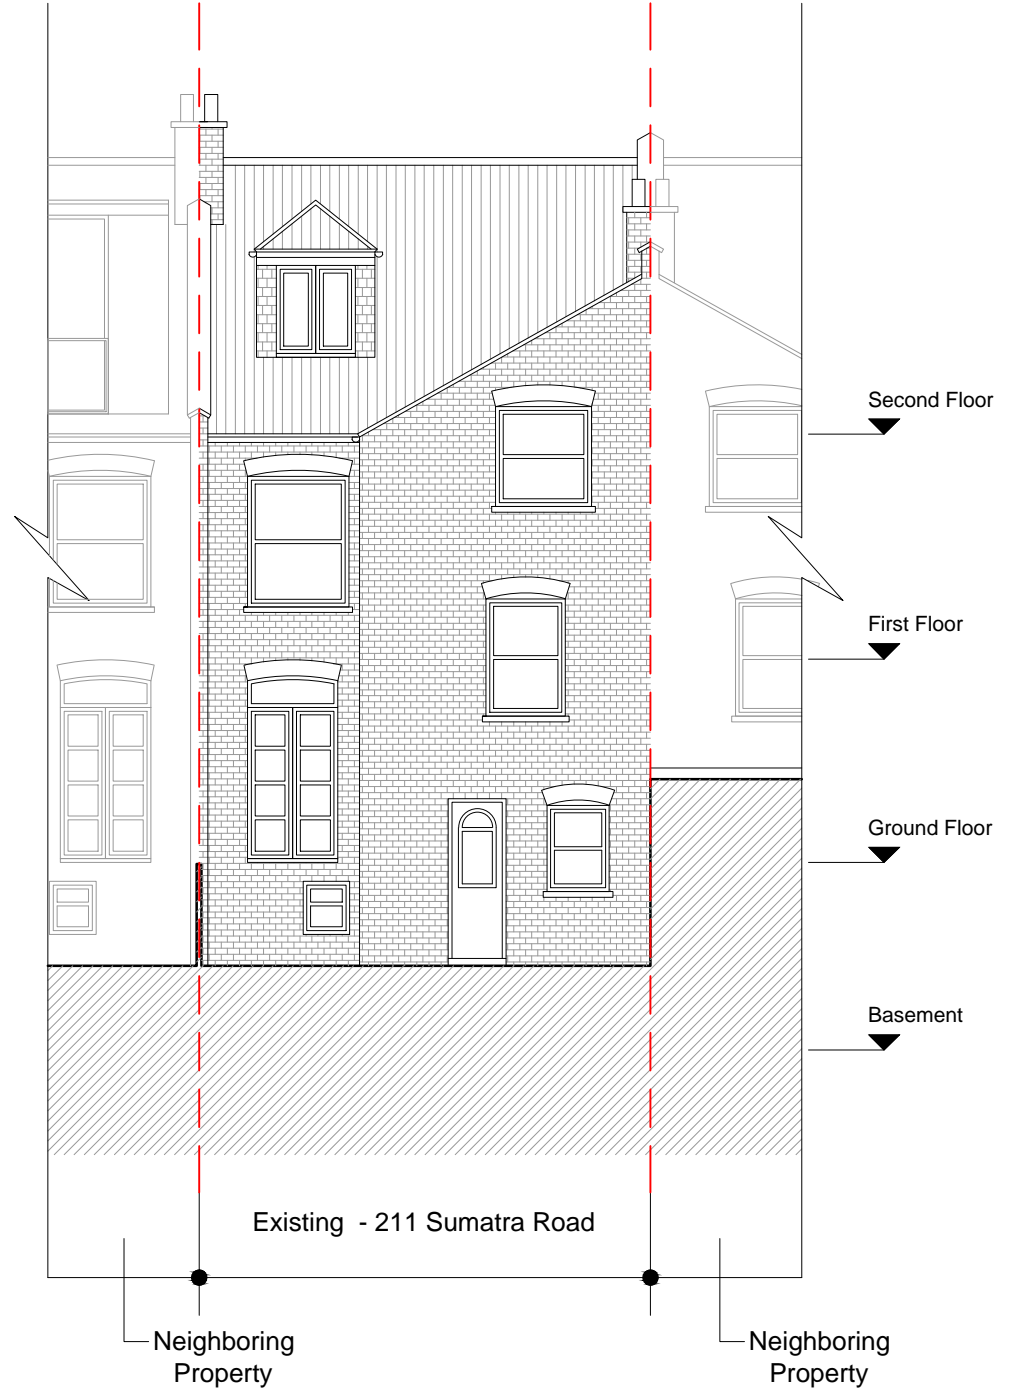 Second Floor
First Floor
Ground Floor
Basement
Existing - 211 Sumatra Road
Neighboring
Property
Neighboring
Property